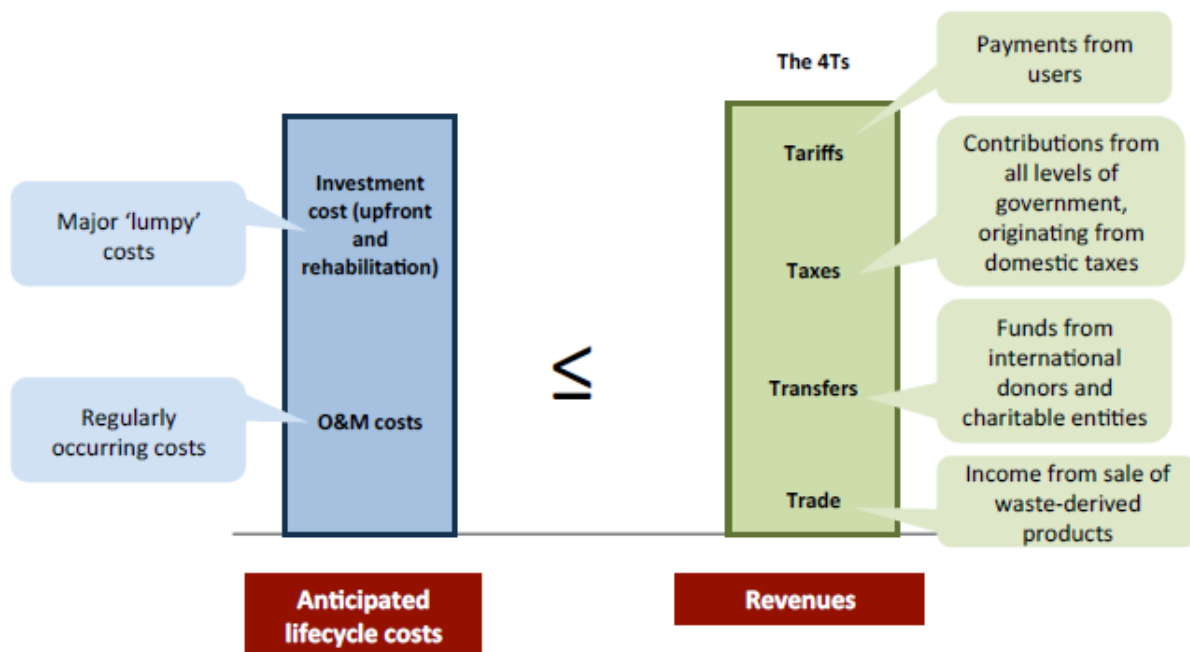 The 4Ts
Payments from
users
Tariffs
Contributions from
all levels of
government,
originating from
domestic taxes
Investment
cost (upfront
and
rehabilitation)
Major ‘lumpy’
costs
Taxes
≤
Funds from
international
donors and
charitable entities
Transfers
Regularly
occurring costs
O&M costs
Trade
Income from sale of
waste-derived
products
Anticipated
lifecycle costs
Revenues